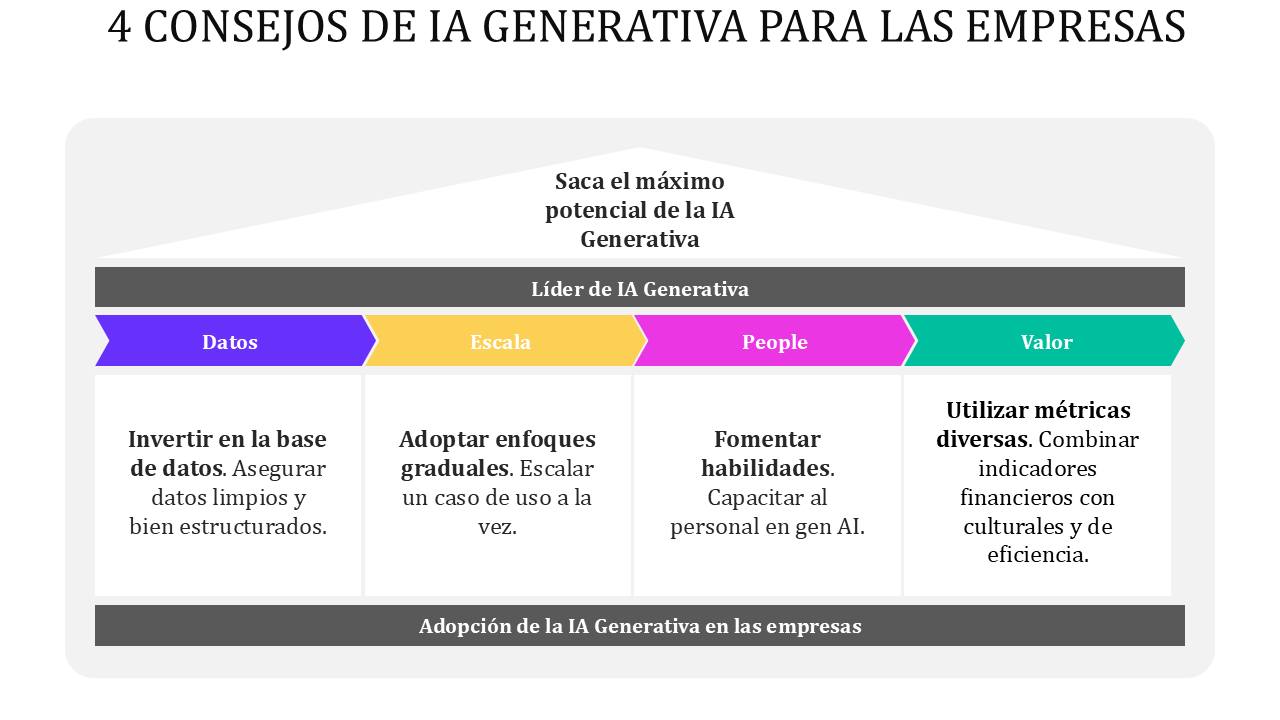 4 CONSEJOS DE IA GENERATIVA PARA LAS EMPRESAS
Saca el máximo
potencial de la IA
Generativa
Líder de IA Generativa
Datos
Escala
People
Valor
Invertir en la base
de datos. Asegurar
datos limpios y
bien estructurados.
Adoptar enfoques
graduales. Escalar
un caso de uso a la
vez.
Fomentar
habilidades.
Capacitar al
personal en gen AI.
Utilizar métricas
diversas. Combinar
indicadores
financieros con
culturales y de
eficiencia.
Adopción de la IA Generativa en las empresas